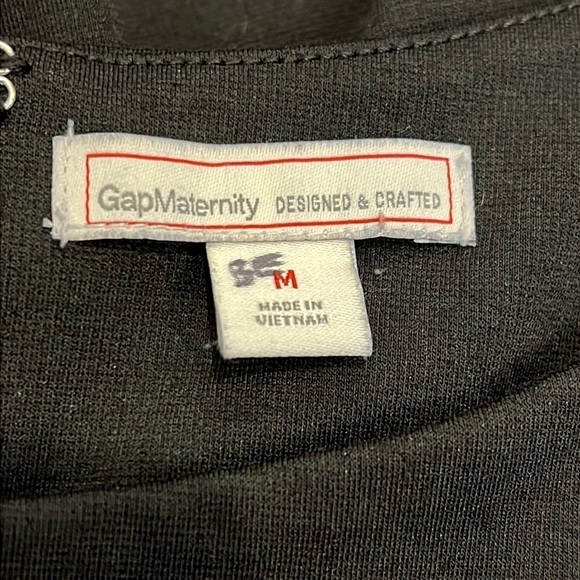 GapMaternity DESIGNED & CRAFTED
M
MADE IN
VIETNAM